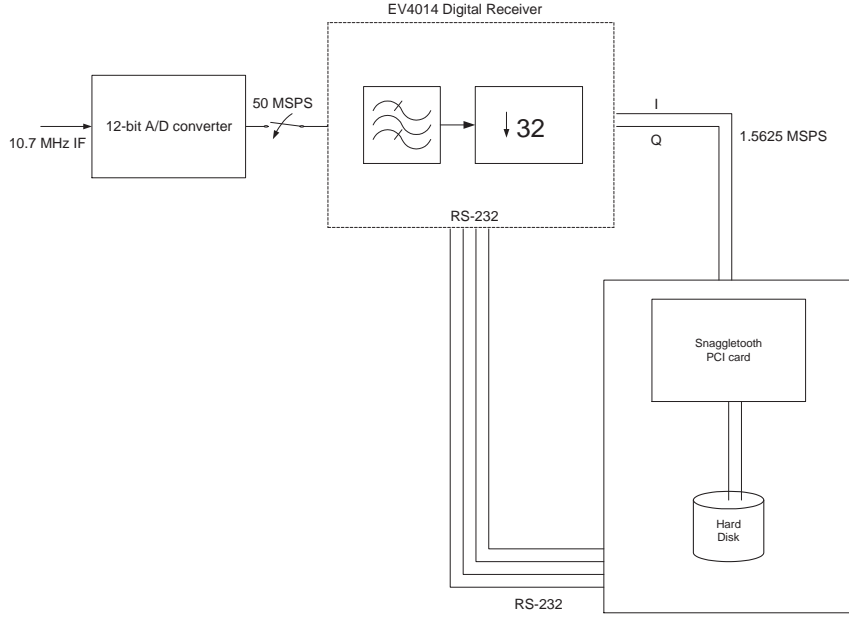 EV4014 Digital Receiver
12-bit A/D converter
50 MSPS
10.7 MHz IF
32
I
Q
1.5625 MSPS
RS-232
Snaggletooth
PCI card
Hard
Disk
RS-232